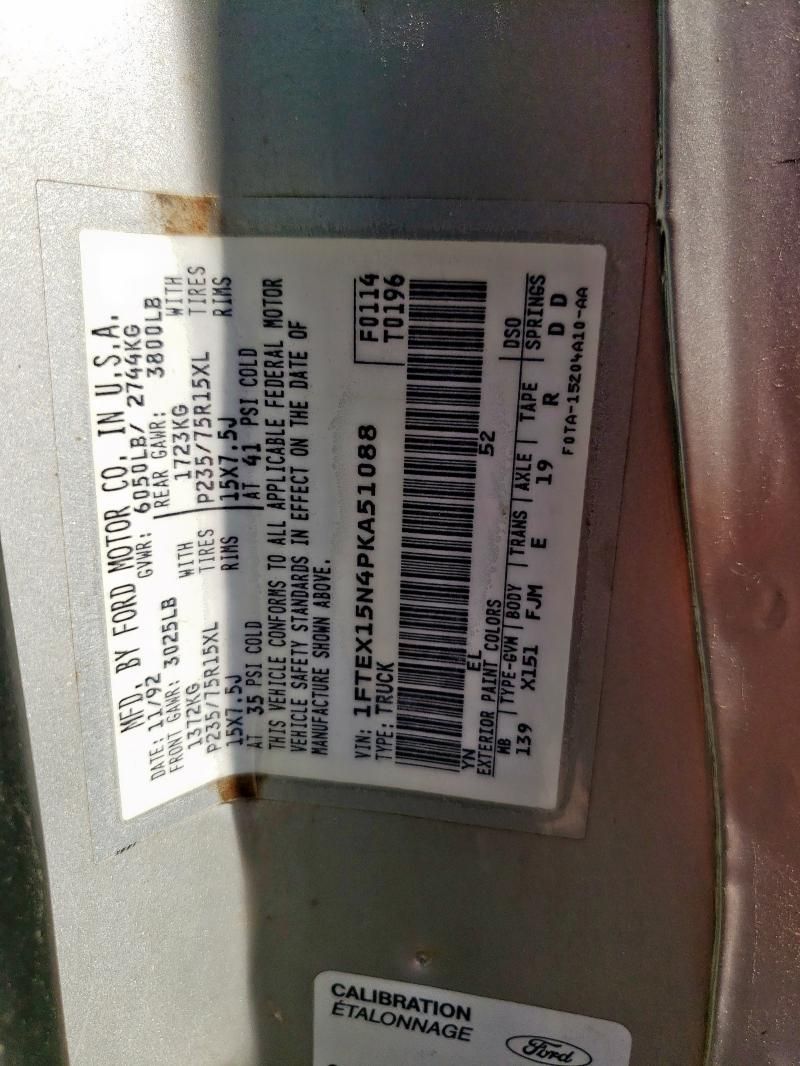 MFD. BY FORD MOTOR CO. IN U.S.A.
DATE: 11/92 GVWR: 6050LB/ 2744KG
FRONT GAWR: 3025LB REAR GAWR: 3800LB
1372KG WITH 1723KG WITH
P235/75R15XL TIRES P235/75R15XL TIRES
15X7.5J RIMS 15X7.5J RIMS
AT 35 PSI COLD AT 41 PSI COLD
THIS VEHICLE CONFORMS TO ALL APPLICABLE FEDERAL MOTOR
VEHICLE SAFETY STANDARDS IN EFFECT ON THE DATE OF
MANUFACTURE SHOWN ABOVE.
VIN: 1FTEX15N4PKA51088 F0114
TYPE: TRUCK T0196
YN EL 52
EXTERIOR PAINT COLORS DSO
WB TYPE-GVW BODY TRANS AXLE TAPE SPRINGS
139 X151 FJM E 19 R D D
F0TA-15204A10-AA
CALIBRATION
ÉTALONNAGE
Ford